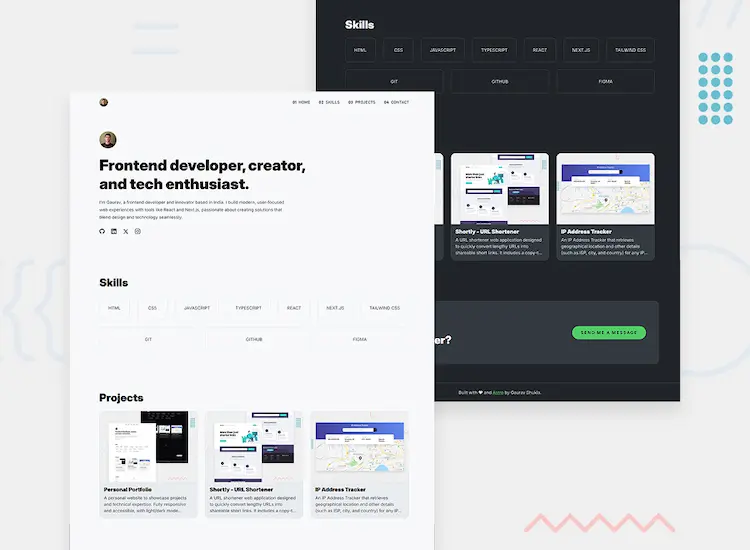 01 HOME 02 SKILLS 03 PROJECTS 04 CONTACT
Frontend developer, creator,
and tech enthusiast.
I'm Gaurav, a frontend developer and innovator based in India. I build modern, user-focused
web experiences with tools like React and Next.js, passionate about creating solutions that
blend design and technology seamlessly.
Skills
HTML CSS JAVASCRIPT TYPESCRIPT REACT NEXT.JS TAILWIND CSS
GIT GITHUB FIGMA
Projects
Personal Portfolio
A personal website to showcase projects
and technical expertise. Fully responsive
and accessible, with light/dark mode...
Shortly - URL Shortener
A URL shortener web application designed
to quickly convert lengthy URLs into
shareable short links. It includes a copy-t...
IP Address Tracker
An IP Address Tracker that retrieves
geographical location and other details
(such as ISP, city, and country) for any IP...
Skills
HTML CSS JAVASCRIPT TYPESCRIPT REACT NEXT.JS TAILWIND CSS
GIT GITHUB FIGMA
Shortly - URL Shortener
A URL shortener web application designed
to quickly convert lengthy URLs into
shareable short links. It includes a copy-t...
IP Address Tracker
An IP Address Tracker that retrieves
geographical location and other details
(such as ISP, city, and country) for any IP...
er?
SEND ME A MESSAGE
Built with ❤ and Astro by Gaurav Shukla.